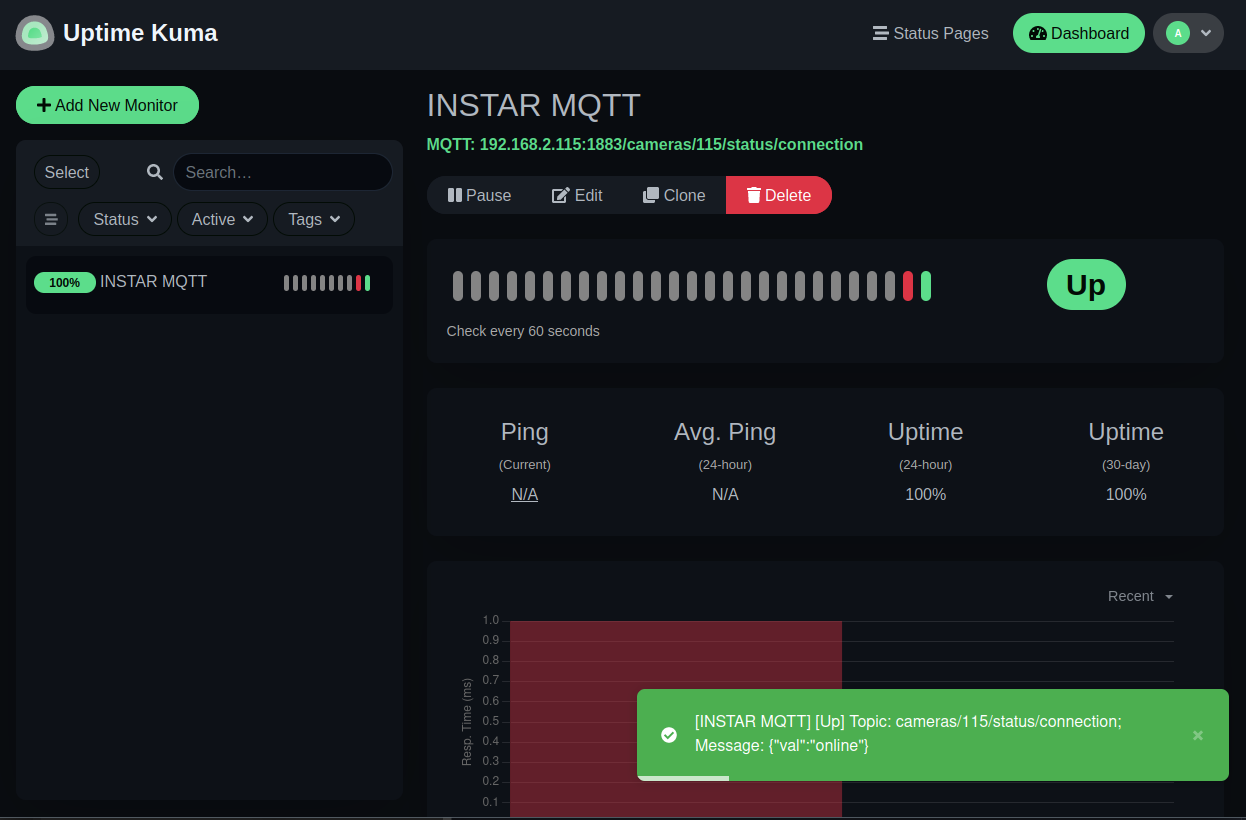 Uptime Kuma
Status Pages
Dashboard
A
Add New Monitor
Select
Search…
Status
Active
Tags
100%
INSTAR MQTT
INSTAR MQTT
MQTT: 192.168.2.115:1883/cameras/115/status/connection
Pause
Edit
Clone
Delete
Up
Check every 60 seconds
Ping
(Current)
N/A
Avg. Ping
(24-hour)
N/A
Uptime
(24-hour)
100%
Uptime
(30-day)
100%
Recent
Resp. Time (ms)
1.0
0.9
0.8
0.7
0.6
0.5
0.4
0.3
0.2
0.1
[INSTAR MQTT] [Up] Topic: cameras/115/status/connection;
Message: {"val":"online"}